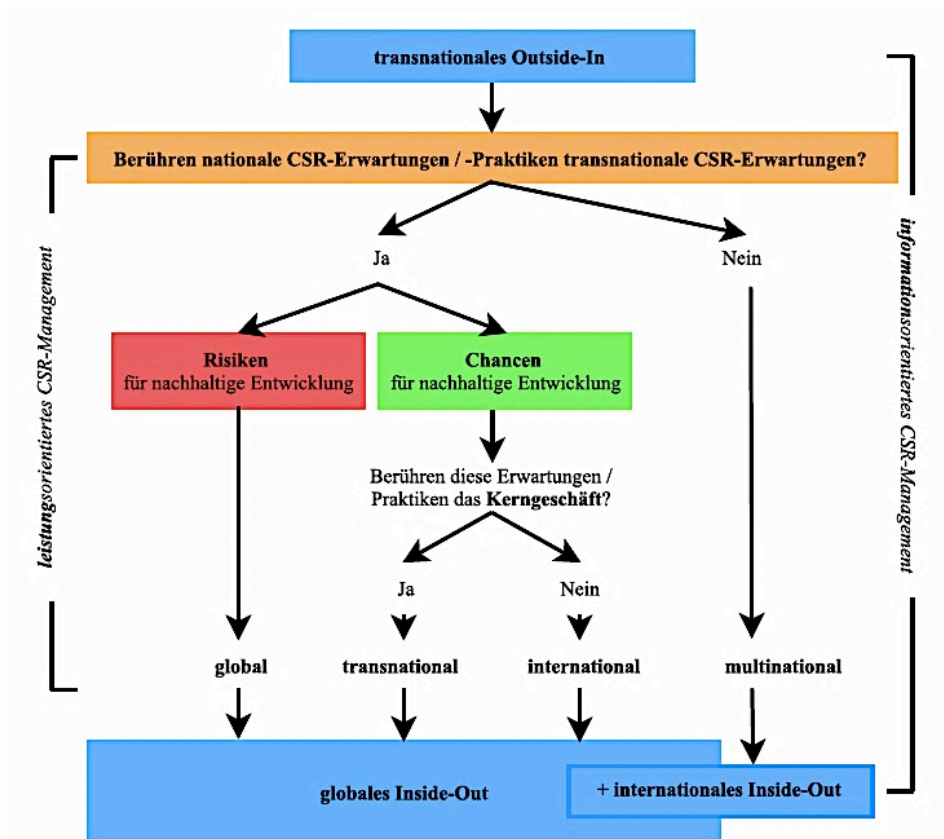 transnationales Outside-In
Berühren nationale CSR-Erwartungen / -Praktiken transnationale CSR-Erwartungen?
Ja
Nein
Risiken
für nachhaltige Entwicklung
Chancen
für nachhaltige Entwicklung
Berühren diese Erwartungen /
Praktiken das Kerngeschäft?
Ja
Nein
global
transnational
international
multinational
globales Inside-Out
+ internationales Inside-Out
leistungsorientiertes CSR-Management
informationsorientiertes CSR-Management